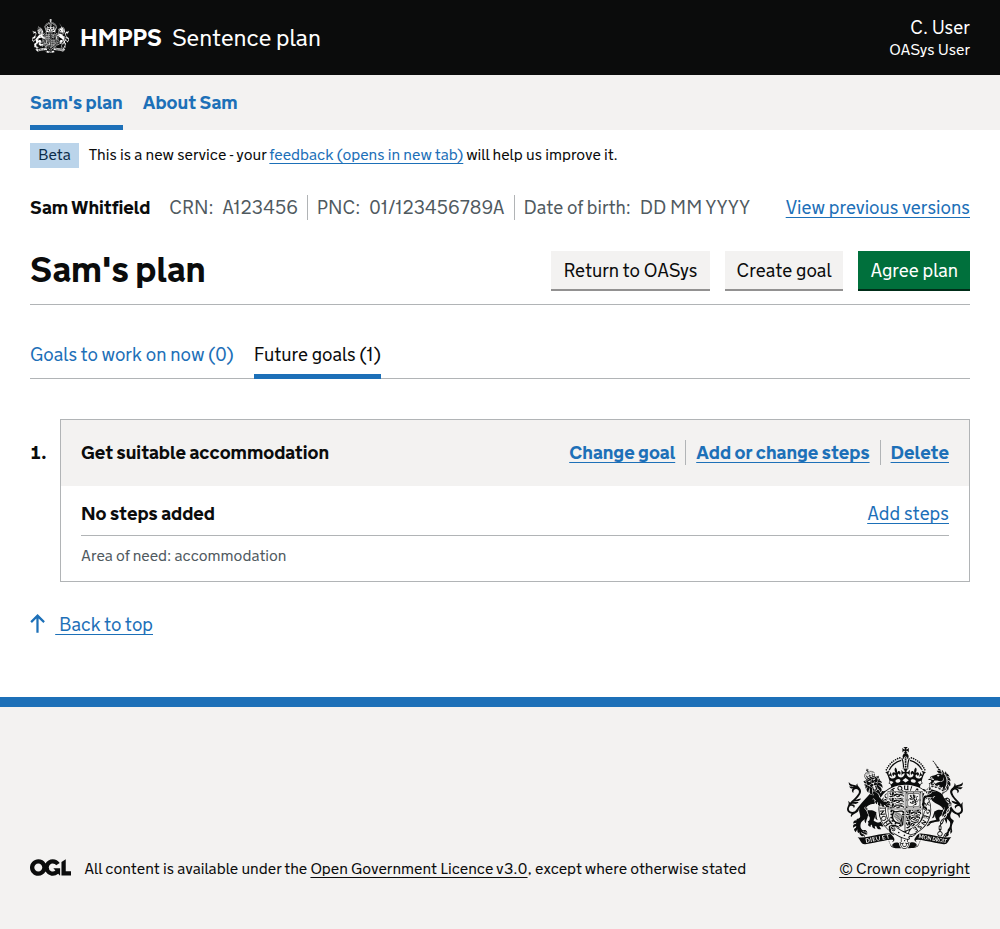 HMPPS Sentence plan
C. User
OASys User
Sam's plan About Sam
Beta This is a new service - your feedback (opens in new tab) will help us improve it.
Sam Whitfield CRN: A123456 PNC: 01/123456789A Date of birth: DD MM YYYY View previous versions
Sam's plan Return to OASys Create goal Agree plan
Goals to work on now (0) Future goals (1)
1. Get suitable accommodation Change goal Add or change steps Delete
No steps added Add steps
Area of need: accommodation
↑ Back to top
OGL All content is available under the Open Government Licence v3.0, except where otherwise stated © Crown copyright